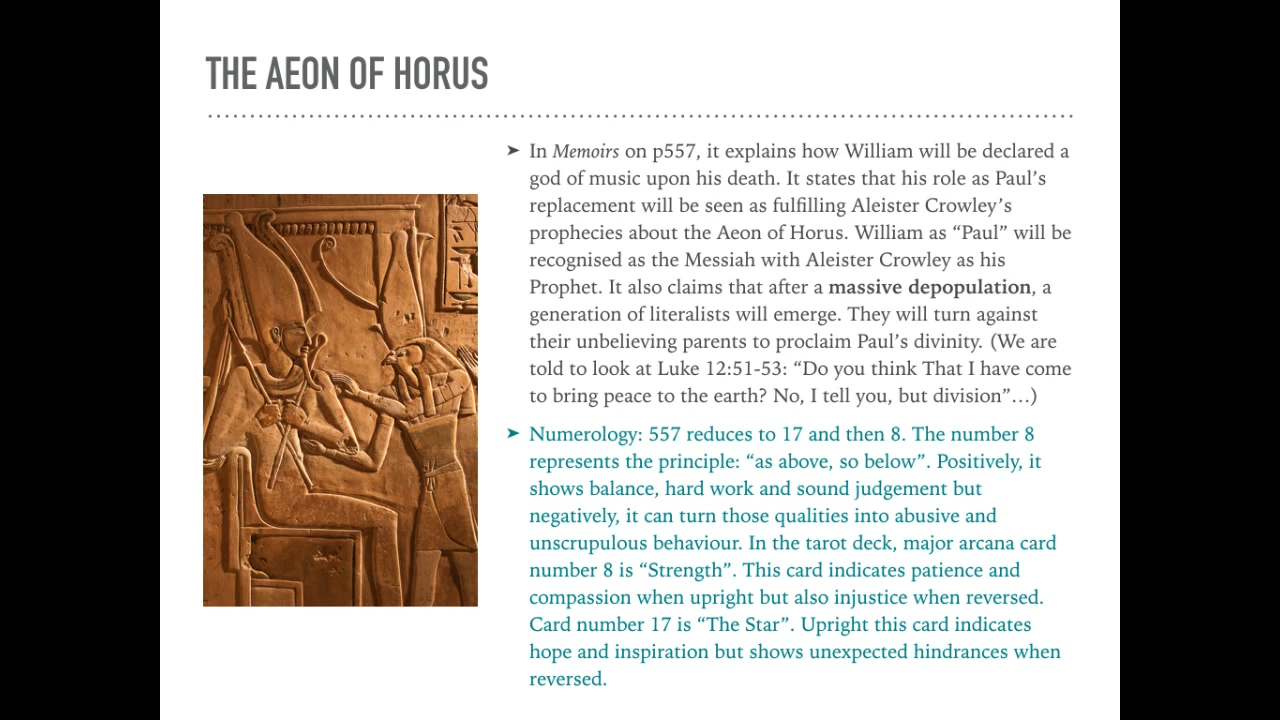 THE AEON OF HORUS
➤ In Memoirs on p557, it explains how William will be declared a
god of music upon his death. It states that his role as Paul’s
replacement will be seen as fulfilling Aleister Crowley’s
prophecies about the Aeon of Horus. William as “Paul” will be
recognised as the Messiah with Aleister Crowley as his
Prophet. It also claims that after a massive depopulation, a
generation of literalists will emerge. They will turn against
their unbelieving parents to proclaim Paul’s divinity. (We are
told to look at Luke 12:51-53: “Do you think That I have come
to bring peace to the earth? No, I tell you, but division”…)
➤ Numerology: 557 reduces to 17 and then 8. The number 8
represents the principle: “as above, so below”. Positively, it
shows balance, hard work and sound judgement but
negatively, it can turn those qualities into abusive and
unscrupulous behaviour. In the tarot deck, major arcana card
number 8 is “Strength”. This card indicates patience and
compassion when upright but also injustice when reversed.
Card number 17 is “The Star”. Upright this card indicates
hope and inspiration but shows unexpected hindrances when
reversed.